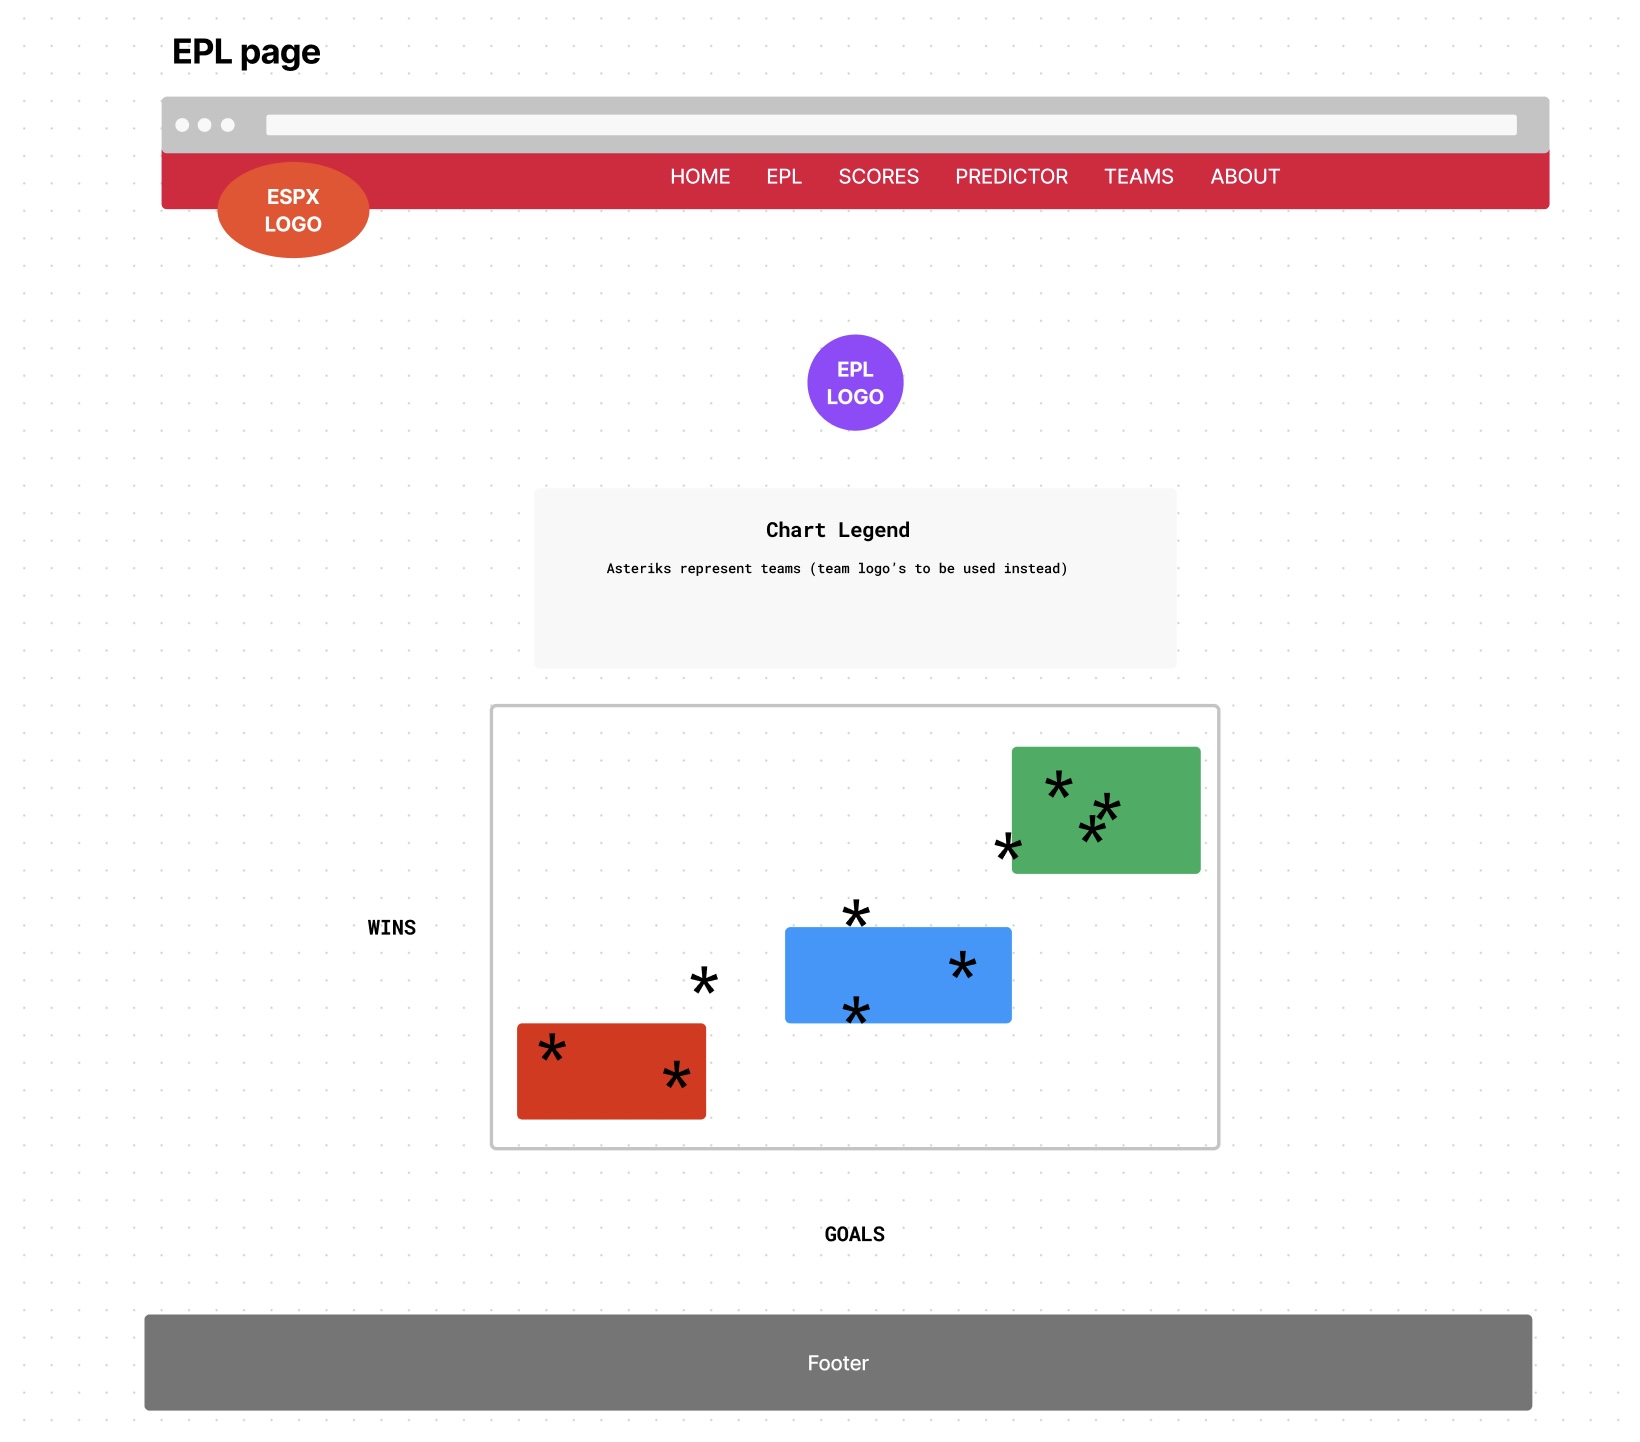 EPL page
HOME EPL SCORES PREDICTOR TEAMS ABOUT
ESPX
LOGO
EPL
LOGO
Chart Legend
Asteriks represent teams (team logo's to be used instead)
*
*
*
*
*
WINS
*
*
*
*
*
GOALS
Footer